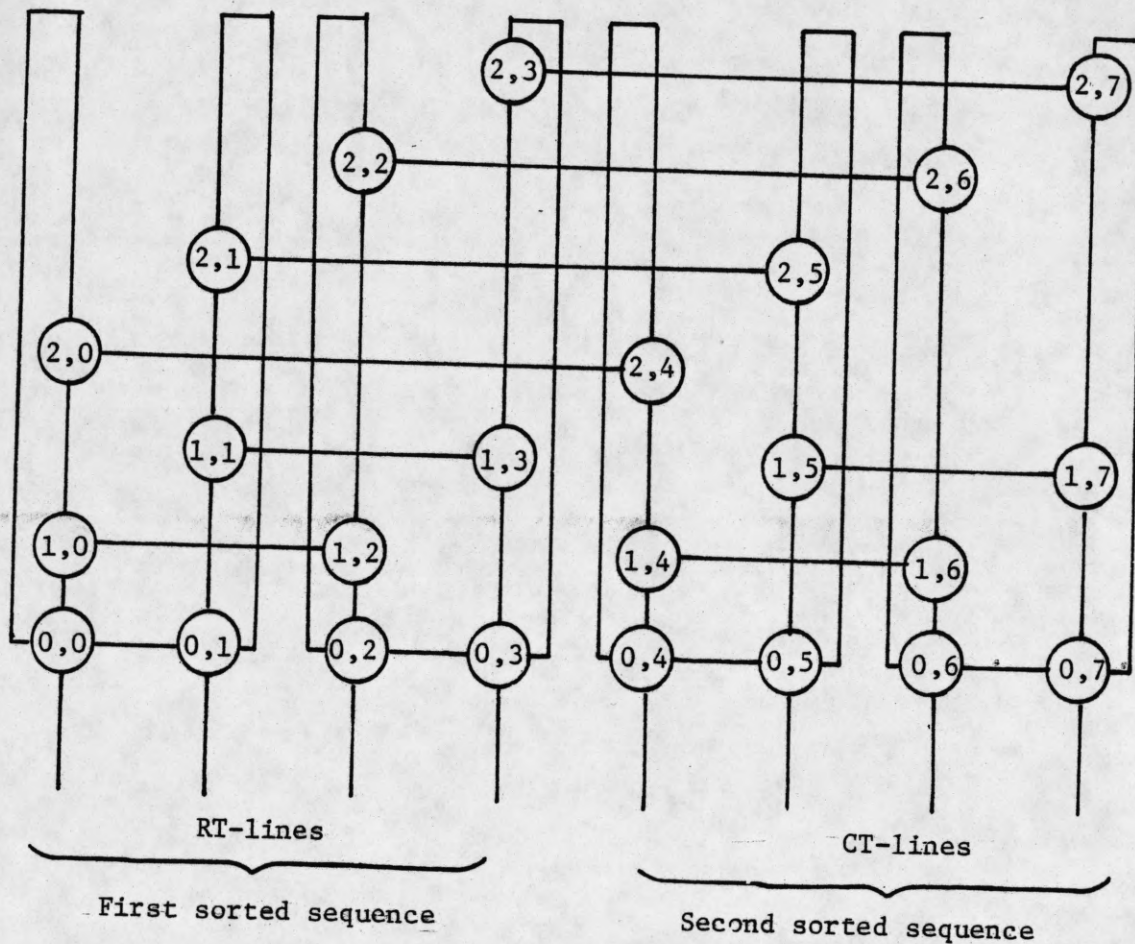 2,3 2,7
2,2 2,6
2,1 2,5
2,0 2,4
1,1 1,3 1,5 1,7
1,0 1,2 1,4 1,6
0,0 0,1 0,2 0,3 0,4 0,5 0,6 0,7
RT-lines CT-lines
First sorted sequence Second sorted sequence